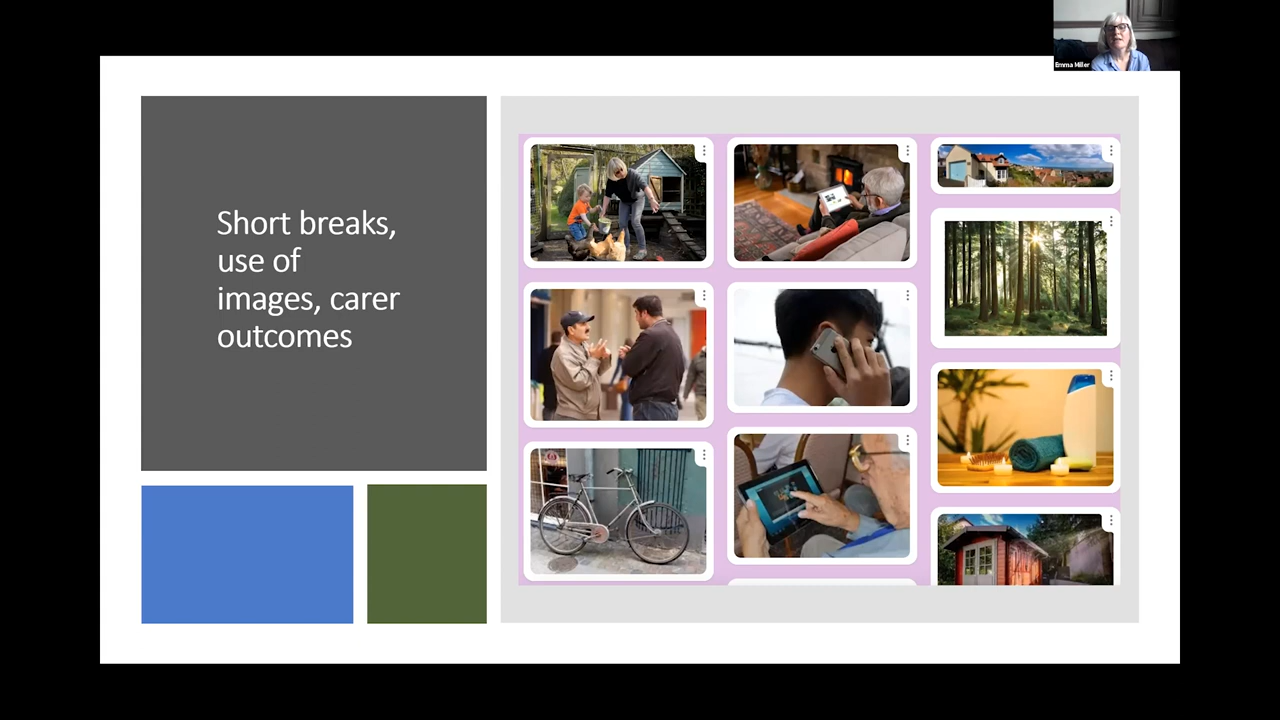 Emma Miller
Short breaks,
use of
images, carer
outcomes